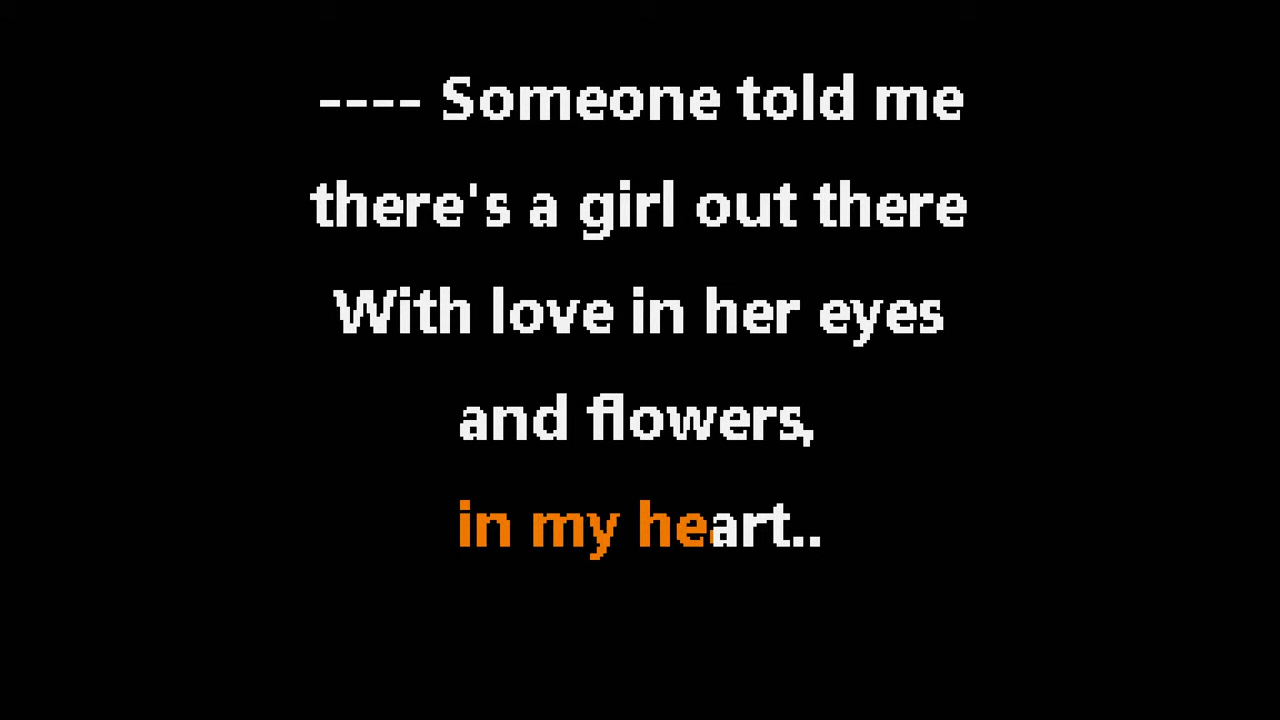 ---- Someone told me
there's a girl out there
With love in her eyes
and flowers,
in my heart..